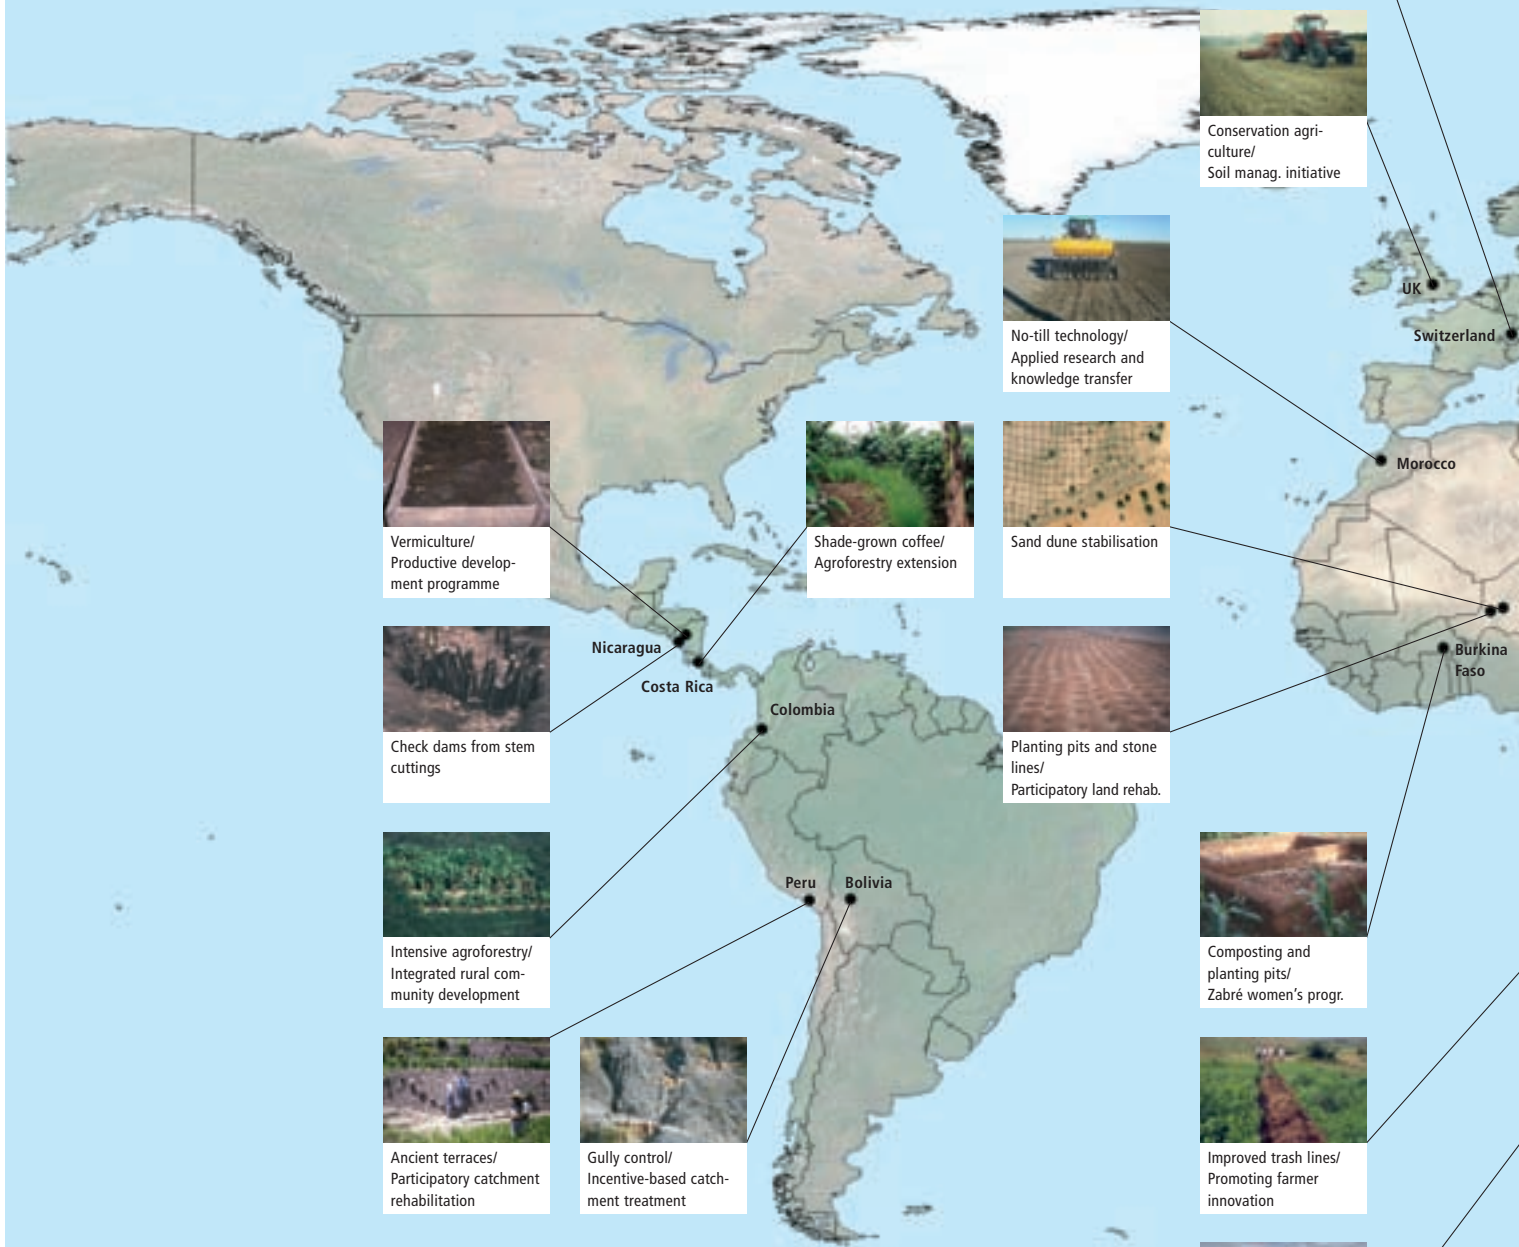 Conservation agri-
culture/
Soil manag. initiative
UK
Switzerland
No-till technology/
Applied research and
knowledge transfer
Morocco
Vermiculture/
Productive develop-
ment programme
Shade-grown coffee/
Agroforestry extension
Sand dune stabilisation
Nicaragua
Costa Rica
Burkina
Faso
Check dams from stem
cuttings
Colombia
Planting pits and stone
lines/
Participatory land rehab.
Peru
Bolivia
Intensive agroforestry/
Integrated rural com-
munity development
Composting and
planting pits/
Zabré women's progr.
Ancient terraces/
Participatory catchment
rehabilitation
Gully control/
Incentive-based catch-
ment treatment
Improved trash lines/
Promoting farmer
innovation